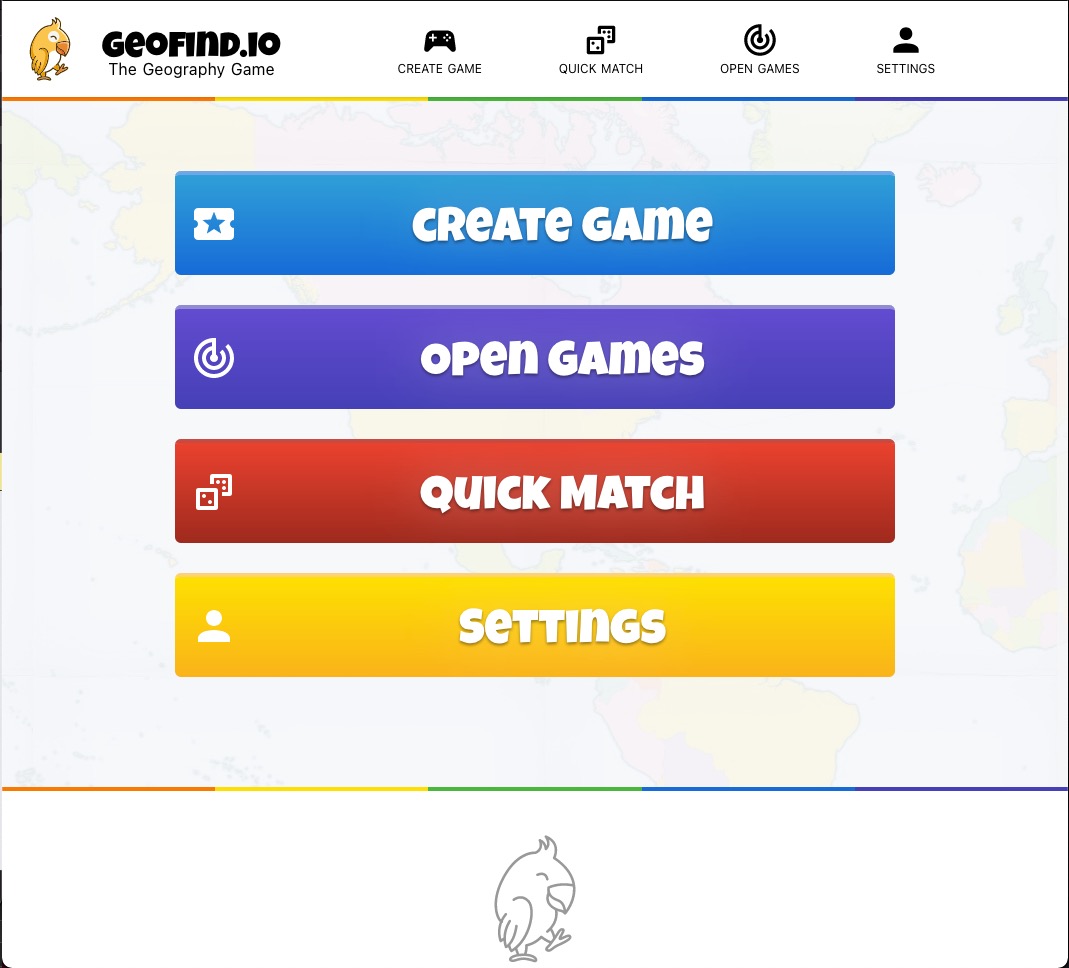 GEOFIND.IO
The Geography Game
CREATE GAME
QUICK MATCH
OPEN GAMES
SETTINGS
Create Game
Open Games
Quick Match
Settings